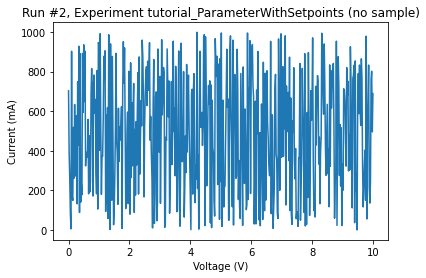 Run #2, Experiment tutorial_ParameterWithSetpoints (no sample)
1000
800
600
400
200
0
Current (mA)
0 2 4 6 8 10
Voltage (V)